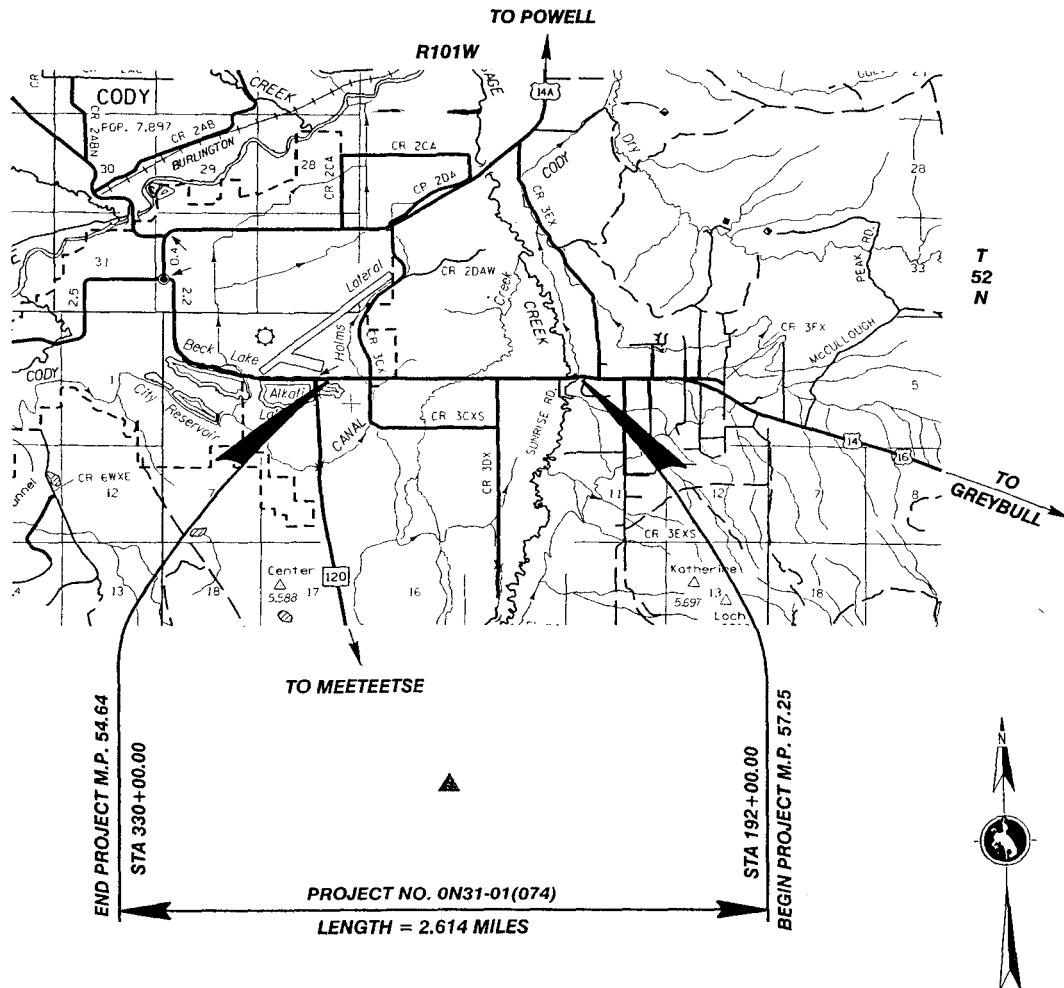 TO POWELL
R101W
14A
CREEK
CODY
POP. 7,897
CR 2ABN
CR 2AB
BURLINGTON
30
29
28
CR 2CA
CR 2CA
CR 2DA
CODY
DRY
28
CR 3EX
31
0.4
2.5
2.2
Lateral
CR 2DAW
Creek
CREEK
PEAK RD.
33
T
52
N
CR 3FX
McCULLOUGH
Beck
Lake
Holms
CR 3CX
CODY
1
City
Reservoir
Alkali
CANAL
CR 3CXS
SUNRISE RD.
5
14
16
TO
GREYBULL
CR 6WXE
12
7
CR 3DX
11
12
7
8
CR 3EXS
13
18
Center
5,588
17
120
16
Katherine
5,697
13
18
Loch
TO MEETEETSE
END PROJECT M.P. 54.64
STA 330+00.00
STA 192+00.00
BEGIN PROJECT M.P. 57.25
N
PROJECT NO. 0N31-01(074)
LENGTH = 2.614 MILES